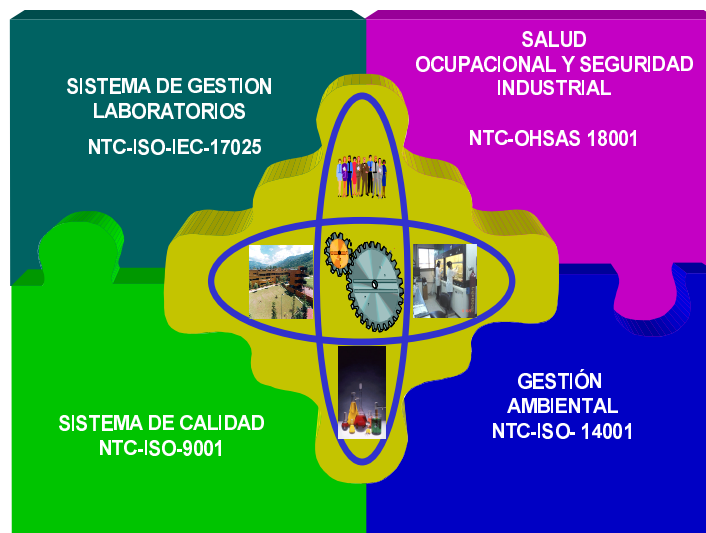 SISTEMA DE GESTION
LABORATORIOS
NTC-ISO-IEC-17025
SALUD
OCUPACIONAL Y SEGURIDAD
INDUSTRIAL
NTC-OHSAS 18001
SISTEMA DE CALIDAD
NTC-ISO-9001
GESTIÓN
AMBIENTAL
NTC-ISO- 14001